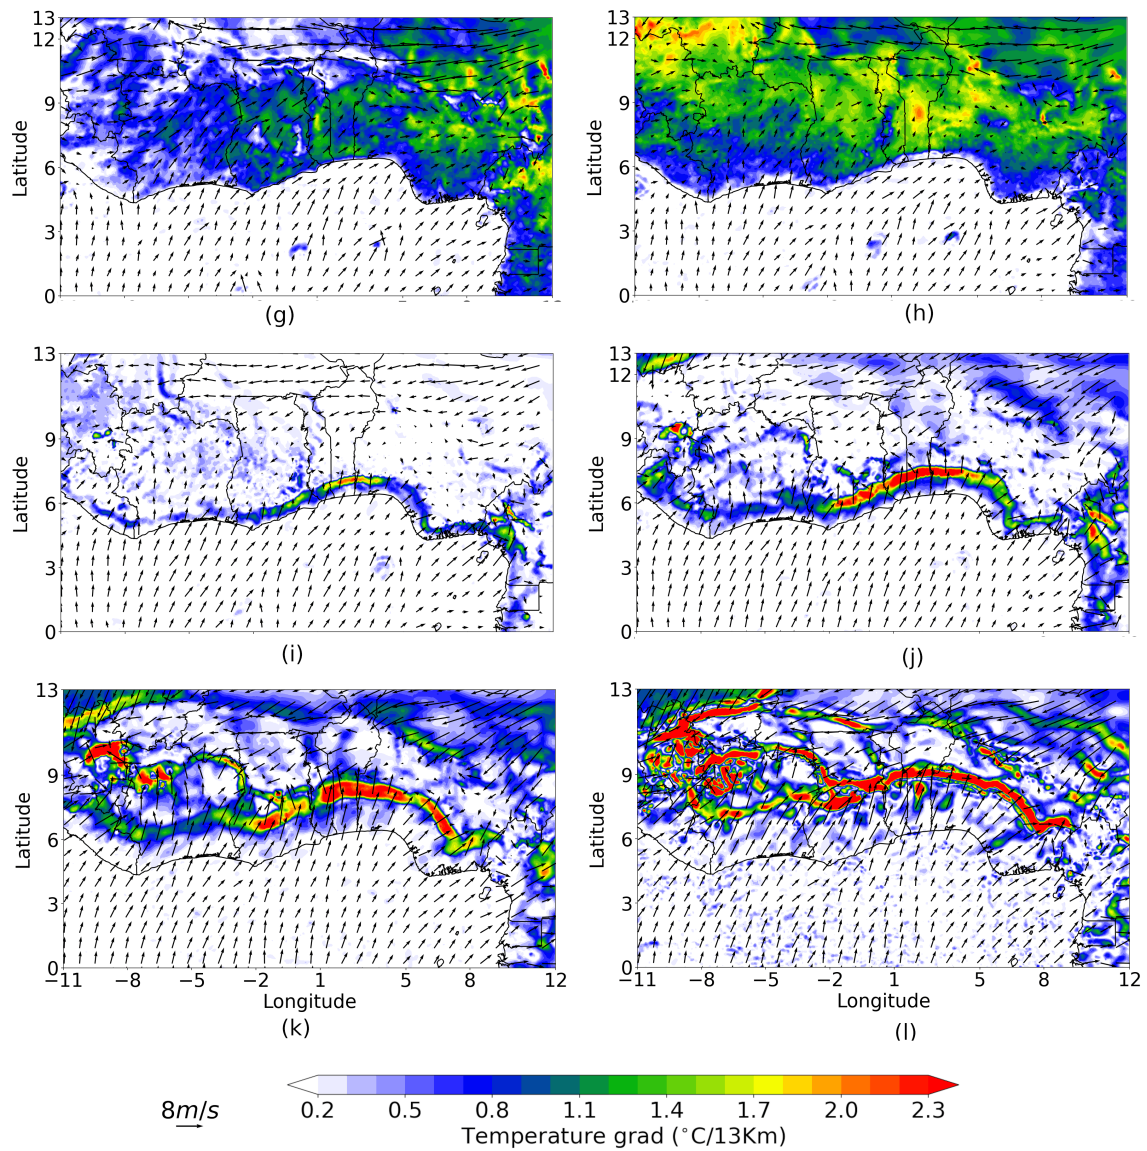 13
12
9
6
3
0
Latitude
(g)
13
12
9
6
3
0
Latitude
(h)
13
9
6
3
0
Latitude
(i)
13
12
9
6
3
0
Latitude
(j)
13
9
6
3
0
Latitude
−11 −8 −5 −2 1 5 8 12
Longitude
(k)
13
9
6
3
0
Latitude
−11 −8 −5 −2 1 5 8 12
Longitude
(l)
8m/s
0.2 0.5 0.8 1.1 1.4 1.7 2.0 2.3
Temperature grad (°C/13Km)